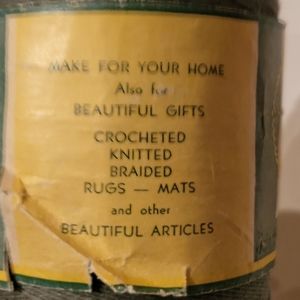 MAKE FOR YOUR HOME
Also for
BEAUTIFUL GIFTS
CROCHETED
KNITTED
BRAIDED
RUGS — MATS
and other
BEAUTIFUL ARTICLES